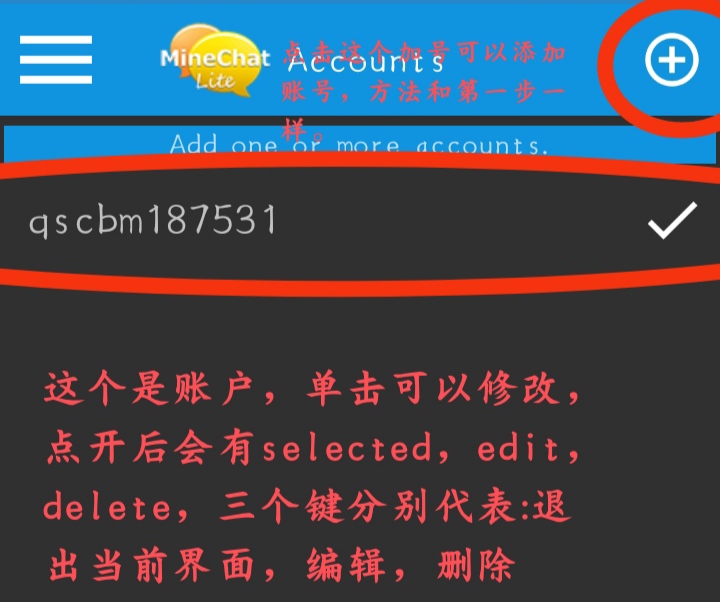 MineChat
Lite
Accounts
点击这个加号可以添加
账号，方法和第一步一
样。
Add one or more accounts.
qscbm187531
这个是账户，单击可以修改，
点开后会有selected，edit，
delete，三个键分别代表:退
出当前界面，编辑，删除